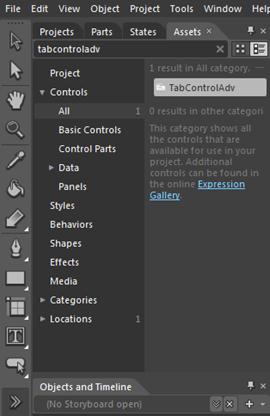 File Edit View Object Project Tools Window
Projects Parts States Assets
tabcontroladv
Project
Controls
All 1
Basic Controls
Control Parts
Data
Panels
Styles
Behaviors
Shapes
Effects
Media
Categories
Locations 1
1 result in All category.
TabControlAdv
0 results in other categori
This category shows all
the controls that are
available for use in your
project. Additional
controls can be found in
the online Expression
Gallery.
Objects and Timeline
(No Storyboard open)